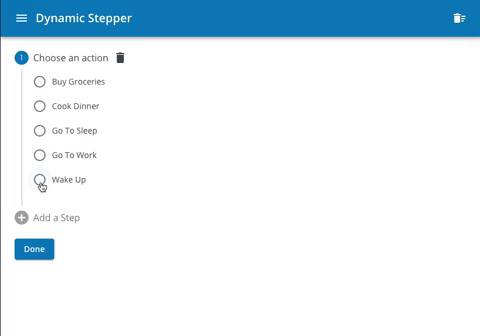 Dynamic Stepper
1 Choose an action
Buy Groceries
Cook Dinner
Go To Sleep
Go To Work
Wake Up
Add a Step
Done